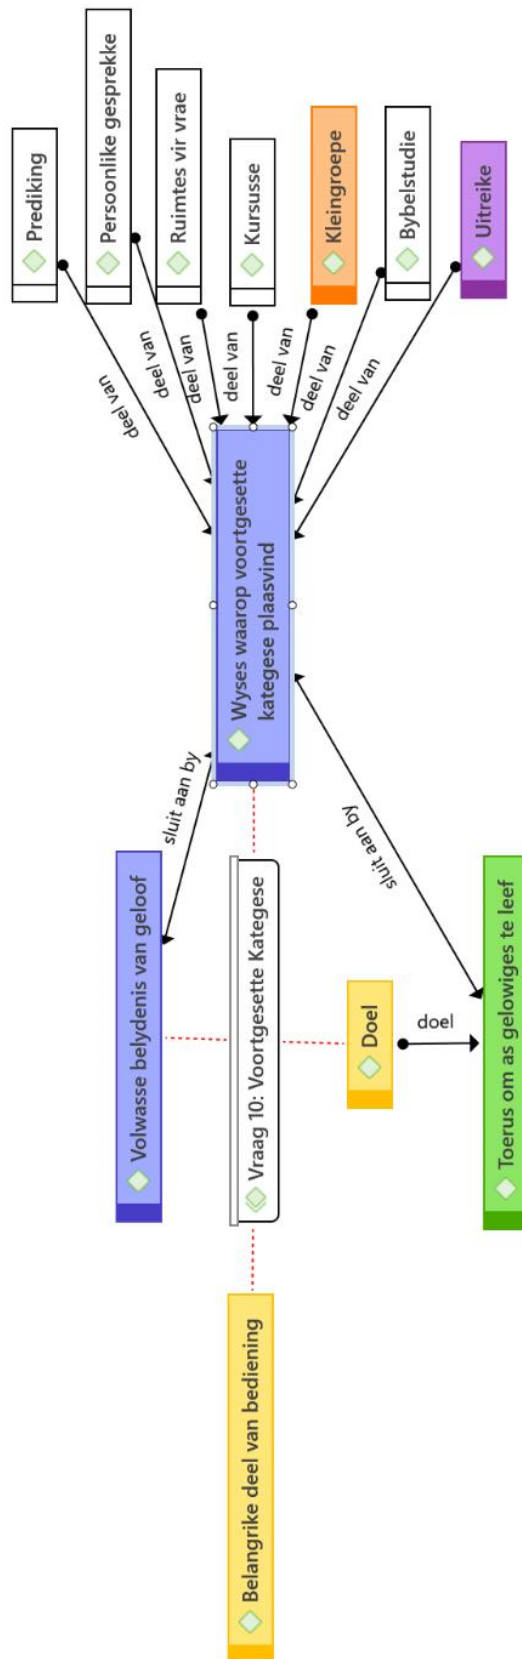 Prediking
Persoonlike gesprekke
Ruimtes vir vrae
Kursusse
Kleingroepe
Bybelstudie
Uitreike
deel van
deel van
deel van
deel van
deel van
deel van
deel van
Wyses waarop voortgesette
kategese plaasvind
sluit aan by
sluit aan by
Volwasse belydenis van geloof
Vraag 10: Voortgesette Kategese
Doel
doel
Toerus om as gelowiges te leef
Belangrike deel van bediening